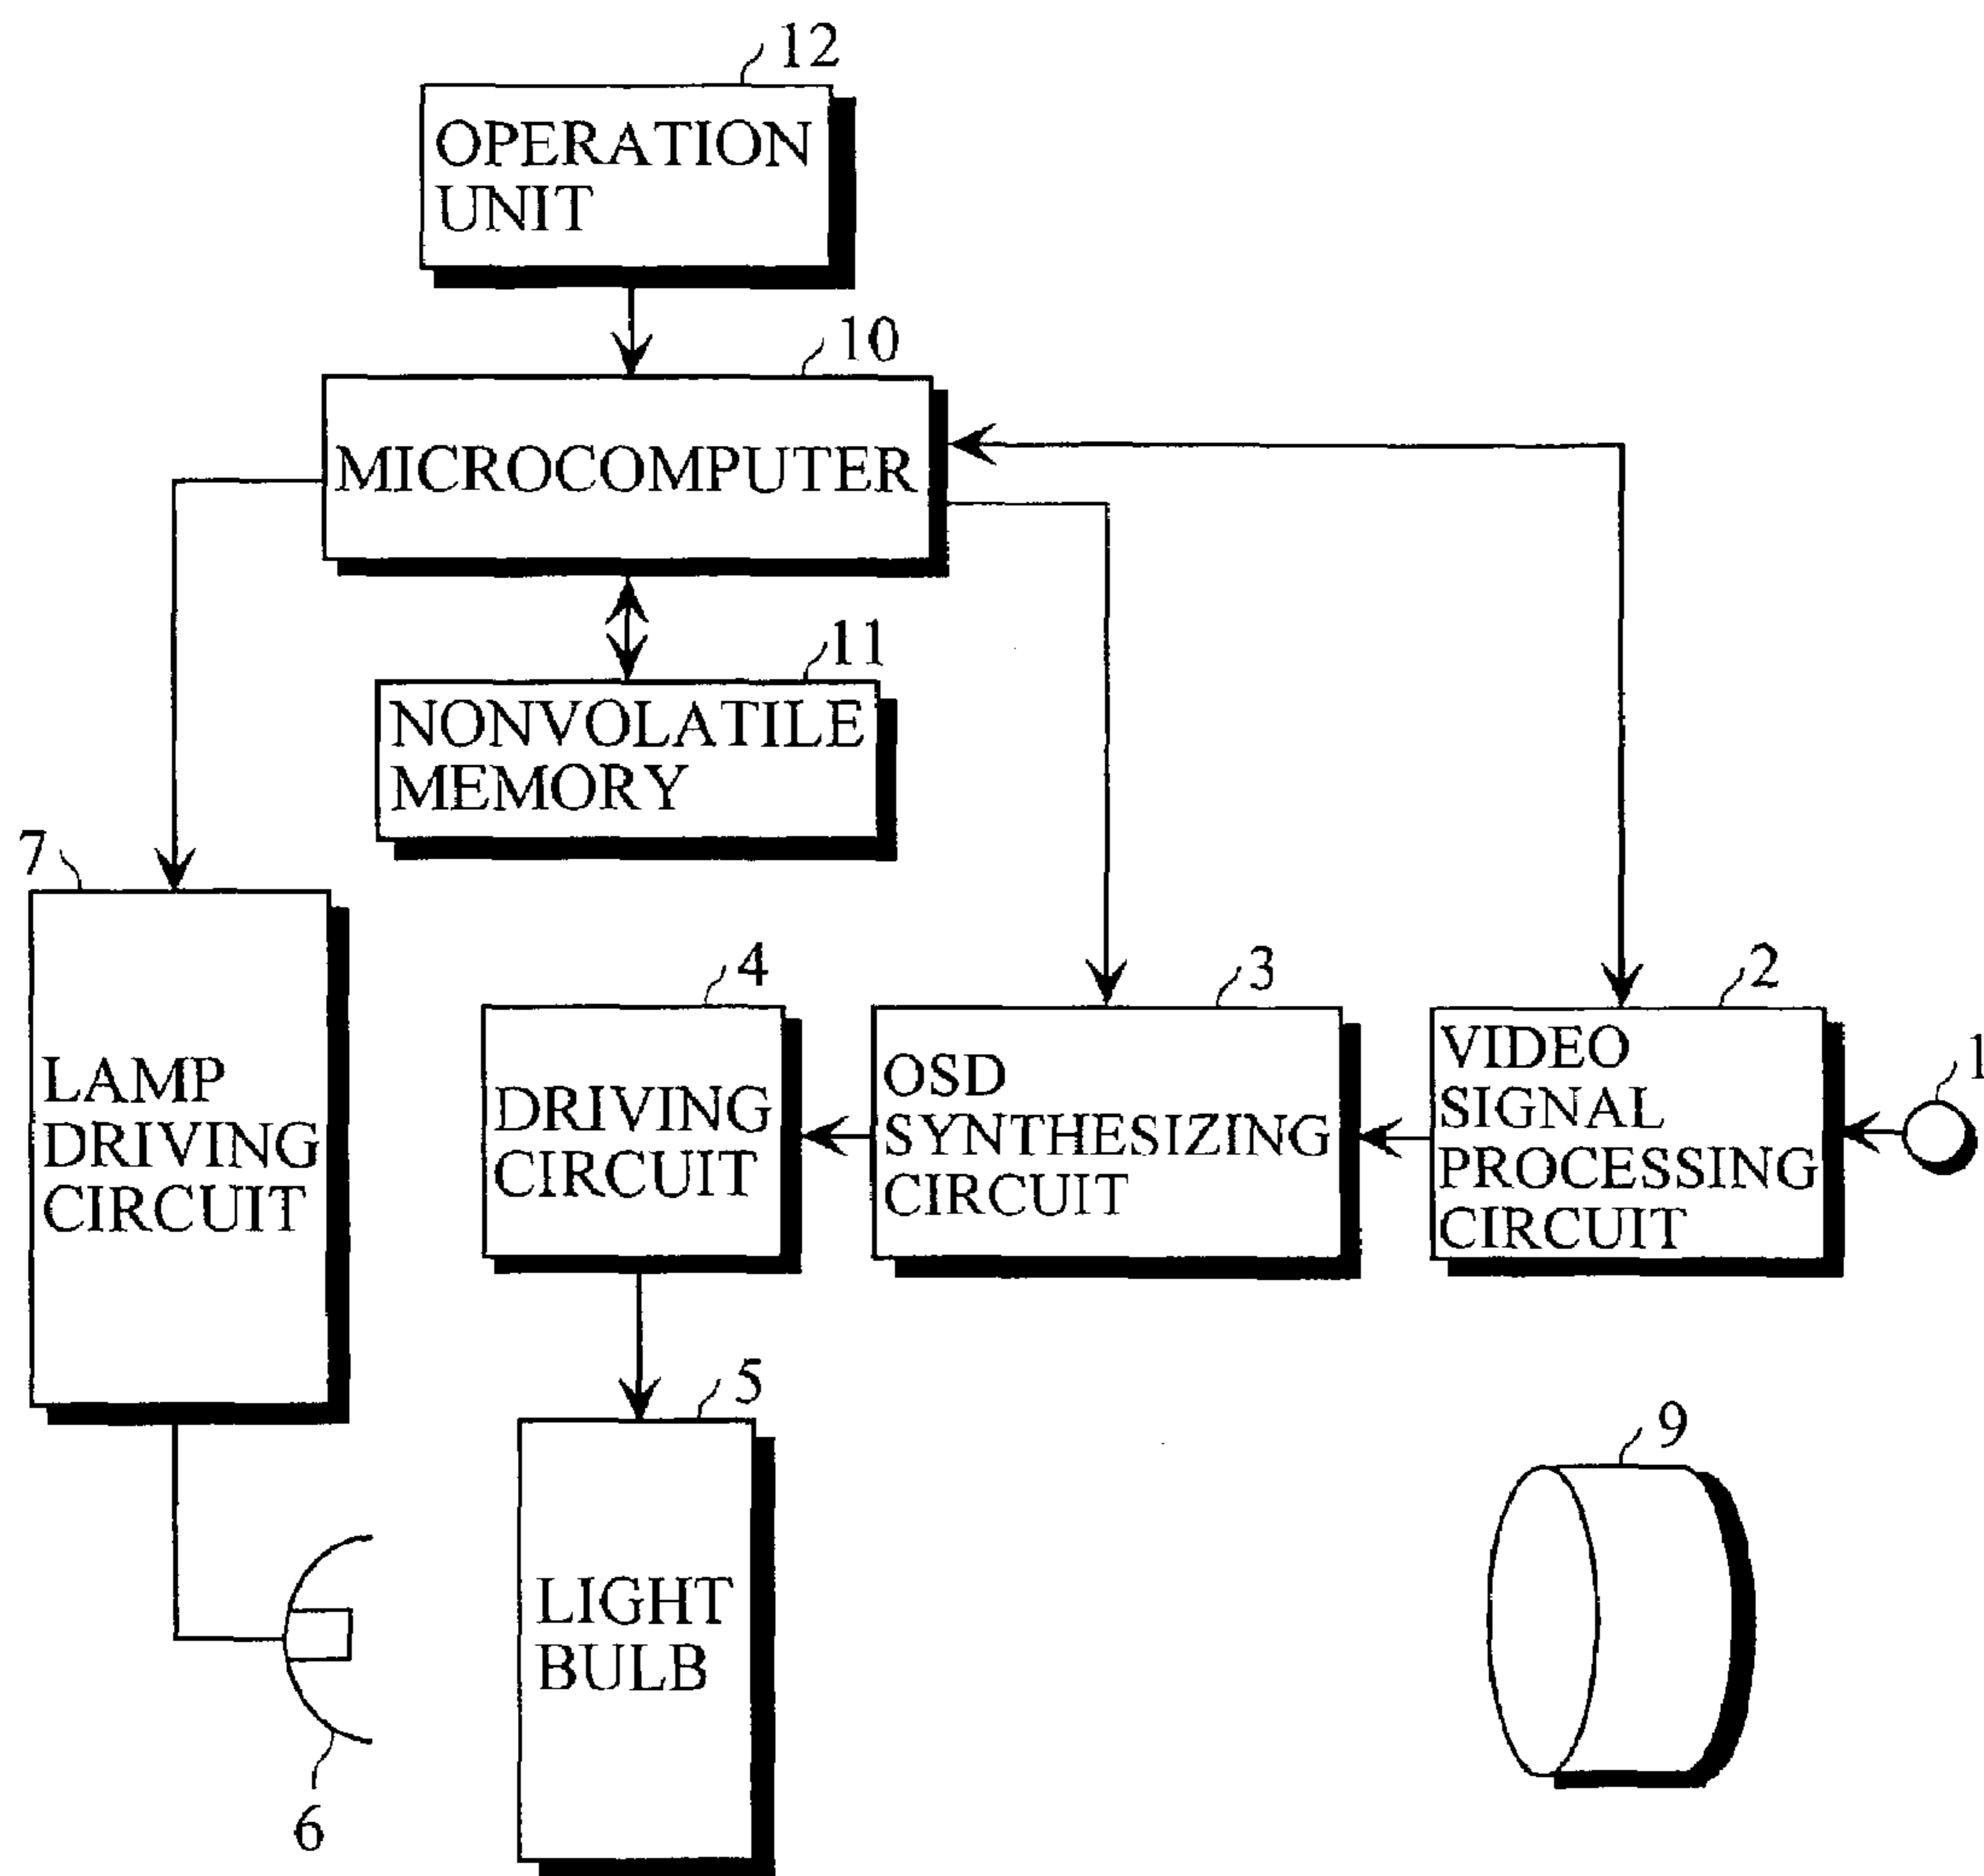 12
OPERATION
UNIT
10
MICROCOMPUTER
11
NONVOLATILE
MEMORY
7
LAMP
DRIVING
CIRCUIT
4
DRIVING
CIRCUIT
3
OSD
SYNTHESIZING
CIRCUIT
2
VIDEO
SIGNAL
PROCESSING
CIRCUIT
1
5
LIGHT
BULB
9
6